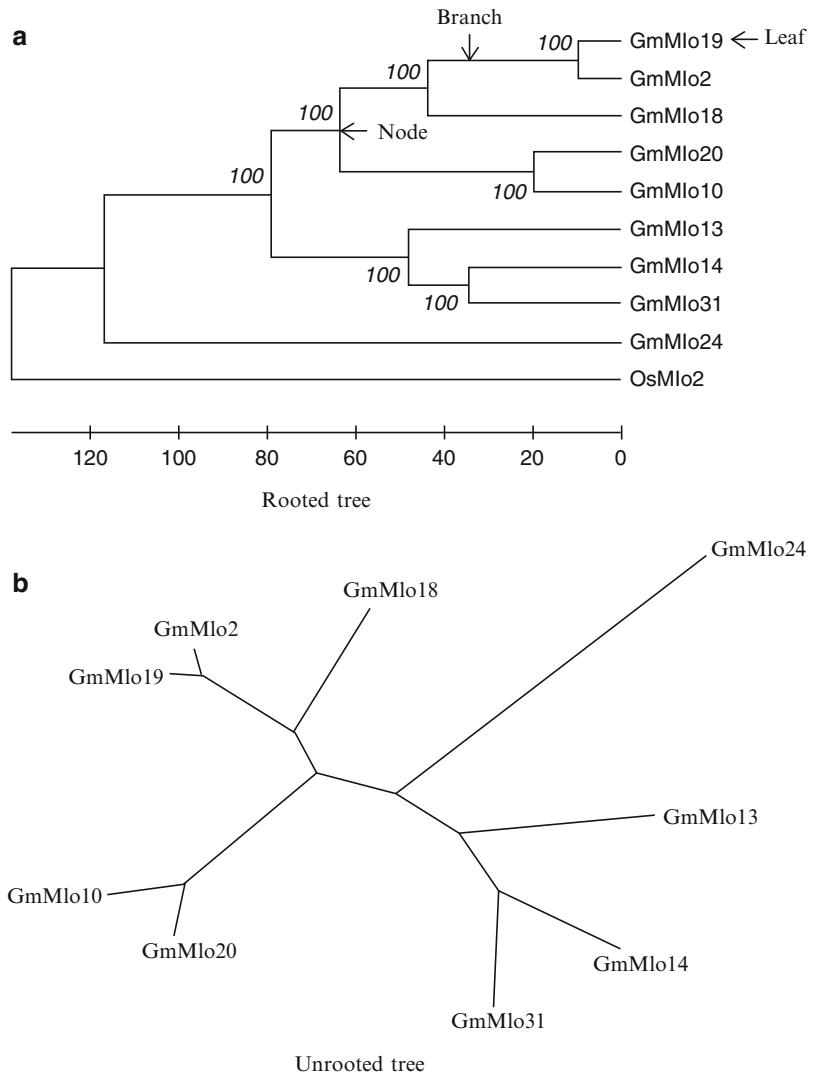 a
Branch
100
GmMlo19
Leaf
100
GmMlo2
100
GmMlo18
Node
GmMlo20
100
100
GmMlo10
GmMlo13
100
GmMlo14
100
GmMlo31
GmMlo24
OsMlo2
120 100 80 60 40 20 0
Rooted tree
b
GmMlo24
GmMlo18
GmMlo2
GmMlo19
GmMlo13
GmMlo10
GmMlo20
GmMlo14
GmMlo31
Unrooted tree